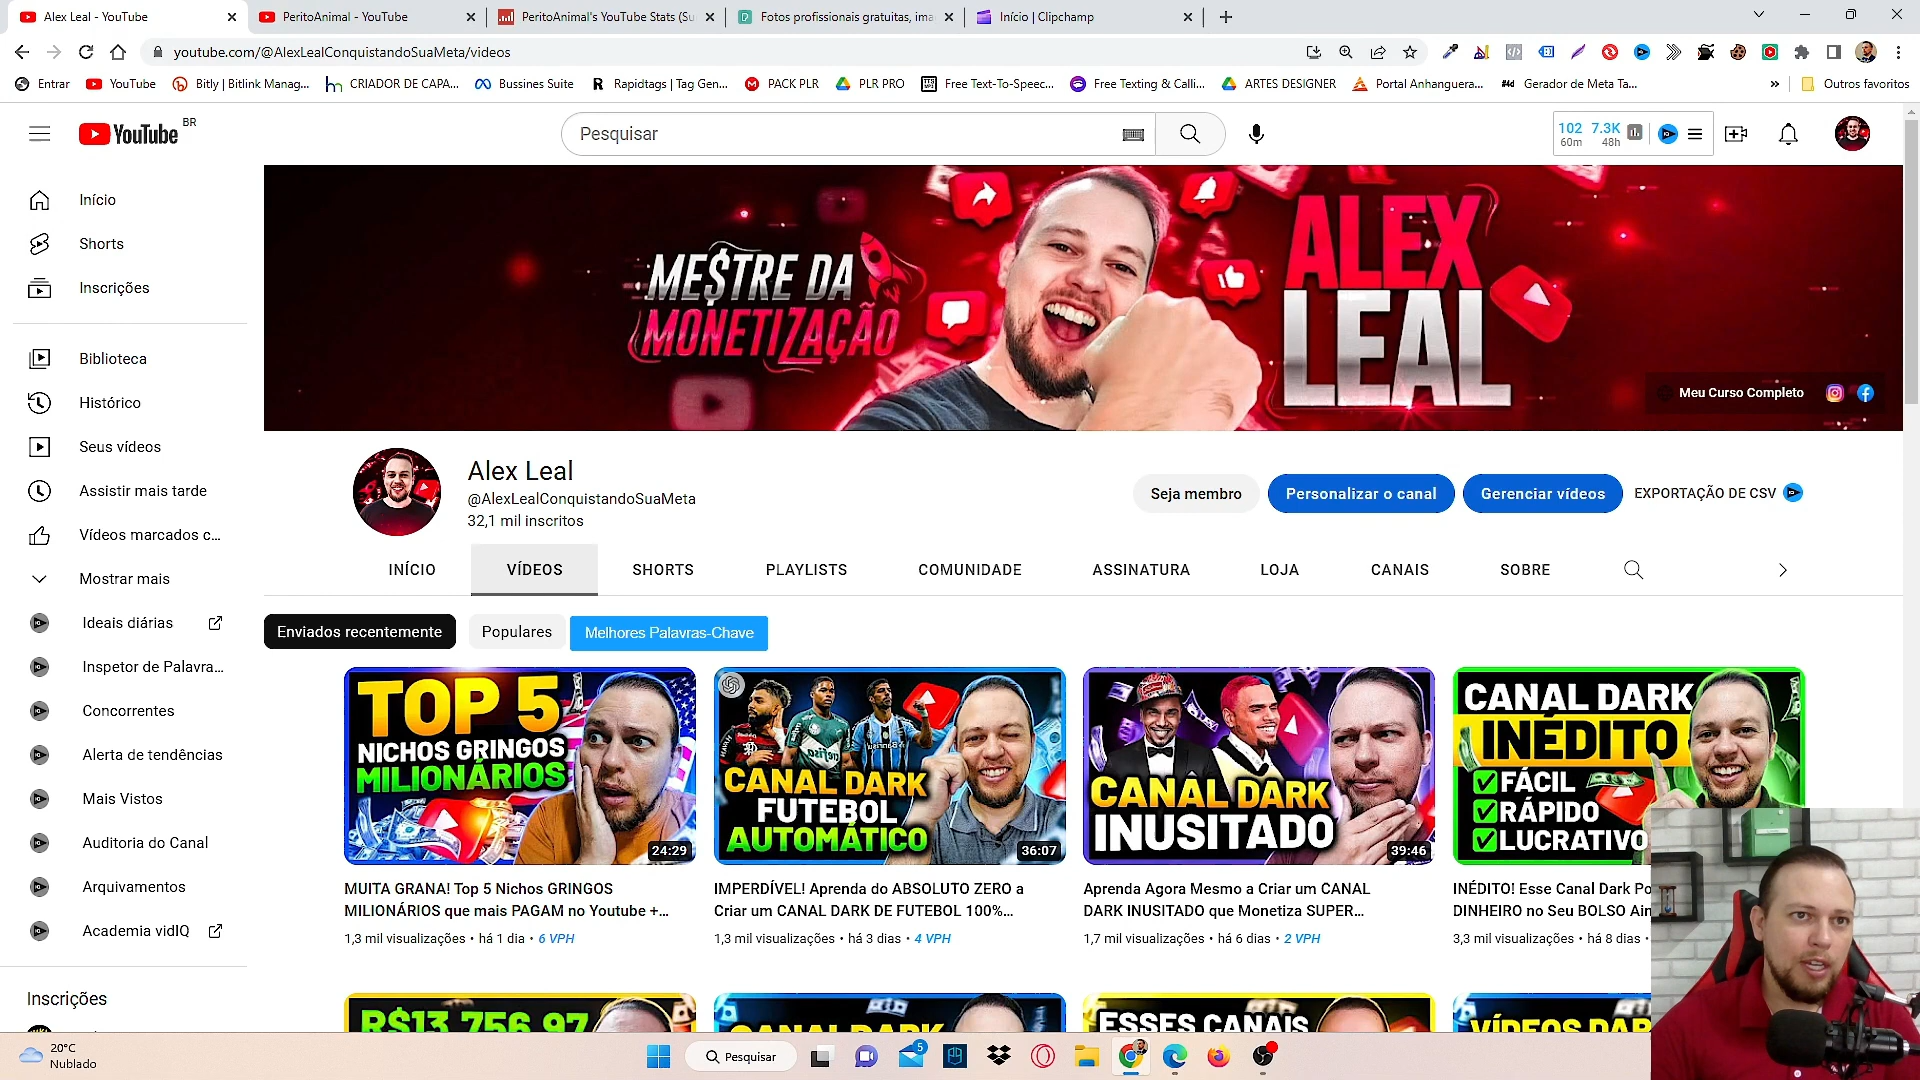 Alex Leal - YouTube
PeritoAnimal - YouTube
PeritoAnimal's YouTube Stats (Su
Fotos profissionais gratuitas, ima
Início | Clipchamp
youtube.com/@AlexLealConquistandoSuaMeta/videos
Entrar
YouTube
Bitly | Bitlink Manag...
CRIADOR DE CAPA...
Bussines Suite
Rapidtags | Tag Gen...
PACK PLR
PLR PRO
Free Text-To-Speec...
Free Texting & Calli...
ARTES DESIGNER
Portal Anhanguera...
Gerador de Meta Ta...
Outros favoritos
YouTube BR
Pesquisar
102 7.3K
60m 48h
Início
Shorts
Inscrições
Biblioteca
Histórico
Seus vídeos
Assistir mais tarde
Vídeos marcados c...
Mostrar mais
Ideais diárias
Inspetor de Palavra...
Concorrentes
Alerta de tendências
Mais Vistos
Auditoria do Canal
Arquivamentos
Academia vidIQ
Inscrições
ME$TRE DA
MONETIZAÇÃO
ALEX
LEAL
Meu Curso Completo
Alex Leal
@AlexLealConquistandoSuaMeta
32,1 mil inscritos
Seja membro
Personalizar o canal
Gerenciar vídeos
EXPORTAÇÃO DE CSV
INÍCIO
VÍDEOS
SHORTS
PLAYLISTS
COMUNIDADE
ASSINATURA
LOJA
CANAIS
SOBRE
Enviados recentemente
Populares
Melhores Palavras-Chave
TOP 5
NICHOS GRINGOS
MILIONÁRIOS
24:29
MUITA GRANA! Top 5 Nichos GRINGOS
MILIONÁRIOS que mais PAGAM no Youtube +...
1,3 mil visualizações • há 1 dia • 6 VPH
CANAL DARK
FUTEBOL
AUTOMÁTICO
36:07
IMPERDÍVEL! Aprenda do ABSOLUTO ZERO a
Criar um CANAL DARK DE FUTEBOL 100%...
1,3 mil visualizações • há 3 dias • 4 VPH
CANAL DARK
INUSITADO
39:46
Aprenda Agora Mesmo a Criar um CANAL
DARK INUSITADO que Monetiza SUPER...
1,7 mil visualizações • há 6 dias • 2 VPH
CANAL DARK
INÉDITO
FÁCIL
RÁPIDO
LUCRATIVO
INÉDITO! Esse Canal Dark Po
DINHEIRO no Seu BOLSO Ain
3,3 mil visualizações • há 8 dias •
R$13.756,97
CANAL DARK
ESSES CANAIS
VÍDEOS DAR
20°C
Nublado
Pesquisar
5